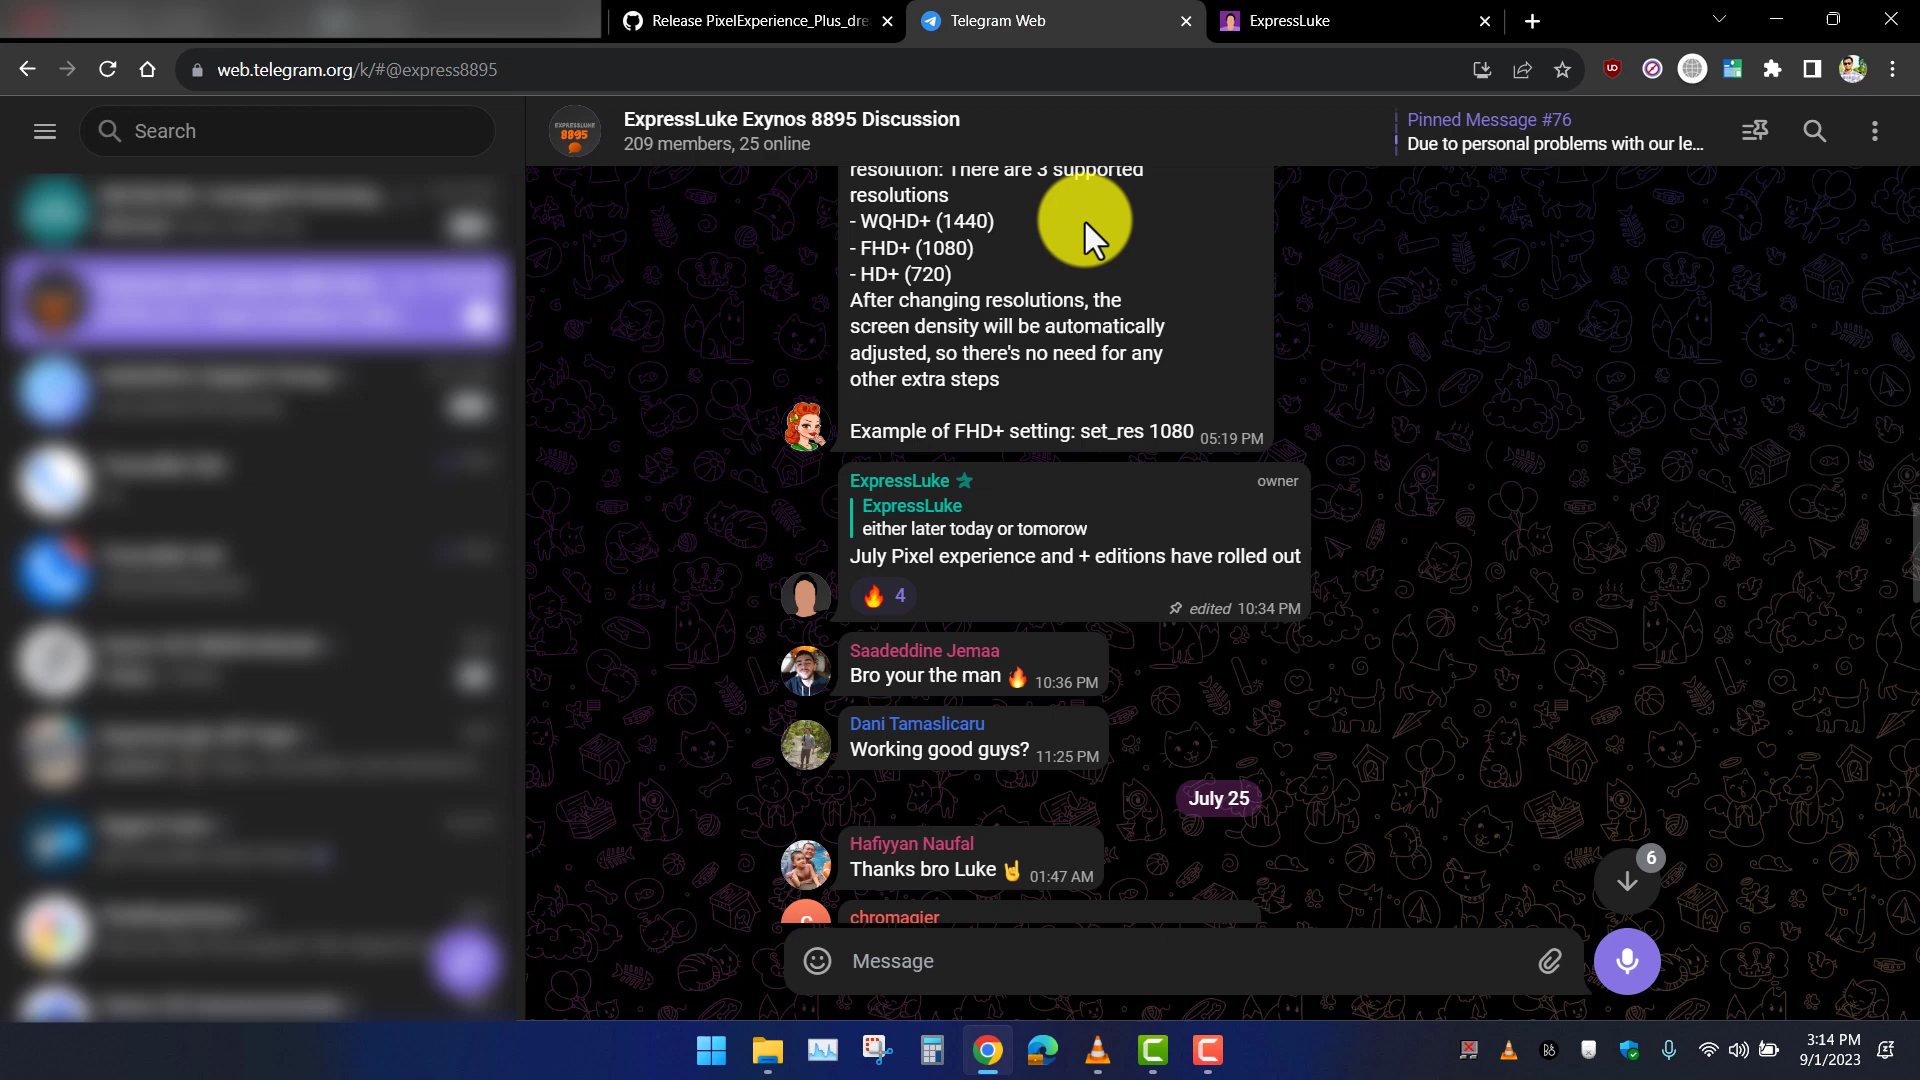 Release PixelExperience_Plus_dre
Telegram Web
ExpressLuke
web.telegram.org/k/#@express8895
Search
EXPRESSLUKE
8895
ExpressLuke Exynos 8895 Discussion
209 members, 25 online
Pinned Message #76
Due to personal problems with our le...
resolution: There are 3 supported
resolutions
- WQHD+ (1440)
- FHD+ (1080)
- HD+ (720)
After changing resolutions, the
screen density will be automatically
adjusted, so there's no need for any
other extra steps
Example of FHD+ setting: set_res 1080 05:19 PM
ExpressLuke owner
ExpressLuke
either later today or tomorow
July Pixel experience and + editions have rolled out
🔥 4
edited 10:34 PM
Saadeddine Jemaa
Bro your the man 🔥 10:36 PM
Dani Tamaslicaru
Working good guys? 11:25 PM
July 25
Hafiyyan Naufal
Thanks bro Luke 🤘 01:47 AM
6
chromagier
Message
3:14 PM
9/1/2023